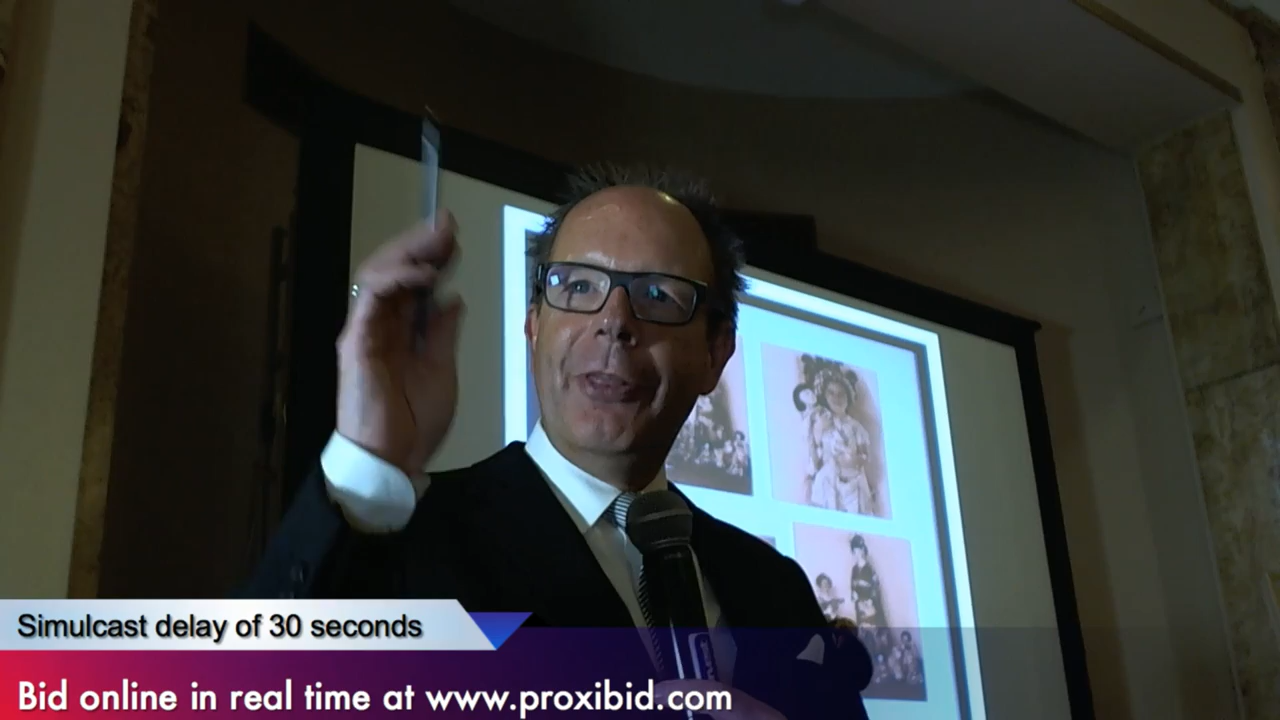 Simulcast delay of 30 seconds
Bid online in real time at www.proxibid.com